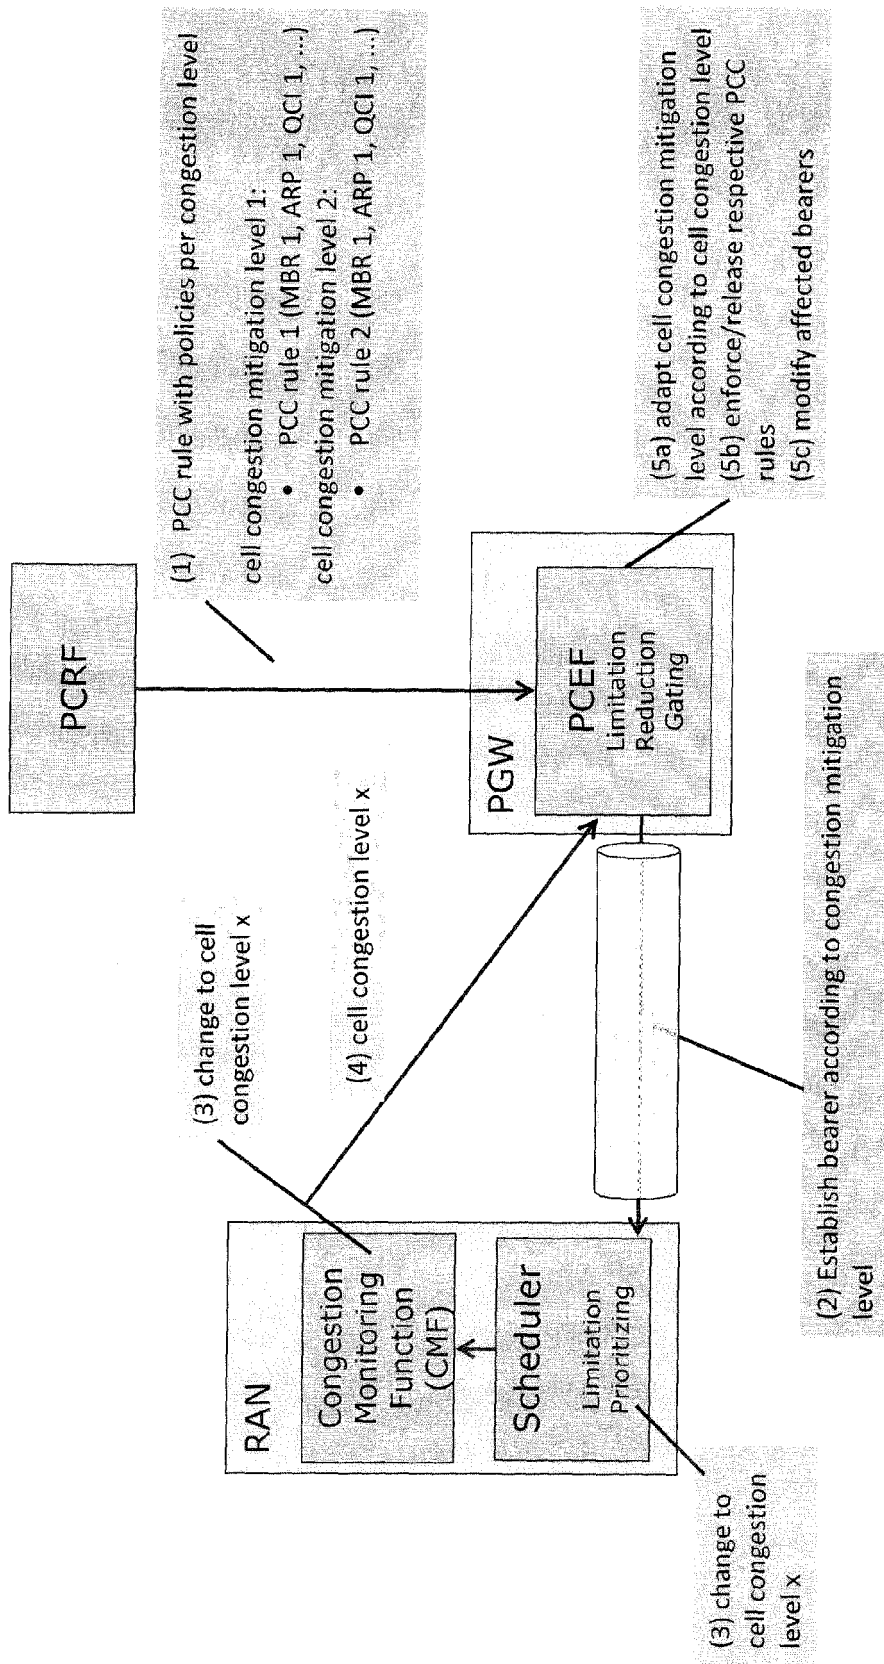 PCRF
(1) PCC rule with policies per congestion level
cell congestion mitigation level 1:
• PCC rule 1 (MBR 1, ARP 1, QCI 1, ...)
cell congestion mitigation level 2:
• PCC rule 2 (MBR 1, ARP 1, QCI 1, ...)
(3) change to cell
congestion level x
(4) cell congestion level x
RAN
Congestion
Monitoring
Function
(CMF)
Scheduler
Limitation
Prioritizing
PGW
PCEF
Limitation
Reduction
Gating
(5a) adapt cell congestion mitigation
level according to cell congestion level
(5b) enforce/release respective PCC
rules
(5c) modify affected bearers
(3) change to
cell congestion
level x
(2) Establish bearer according to congestion mitigation
level